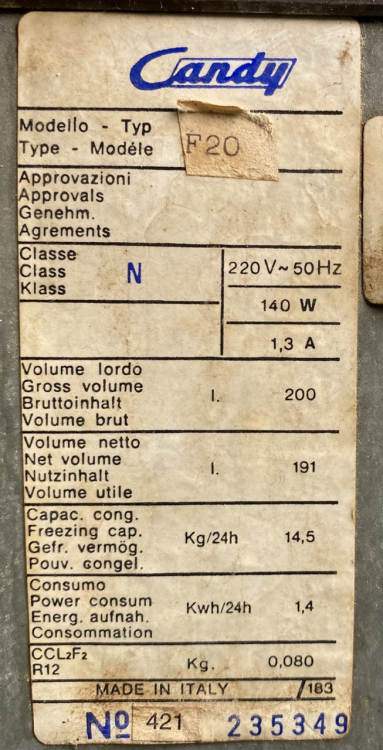 Candy
Modello - Typ
Type - Modéle F20
Approvazioni
Approvals
Genehm.
Agrements
Classe
Class N
Klass
220 V ~ 50 Hz
140 W
1,3 A
Volume lordo
Gross volume
Bruttoinhalt
Volume brut
l. 200
Volume netto
Net volume
Nutzinhalt
Volume utile
l. 191
Capac. cong.
Freezing cap.
Gefr. vermög.
Pouv. congel.
Kg/24h 14,5
Consumo
Power consum
Energ. aufnah.
Consommation
Kwh/24h 1,4
CCL₂F₂
R12
Kg. 0,080
MADE IN ITALY /183
Nº 421 235349